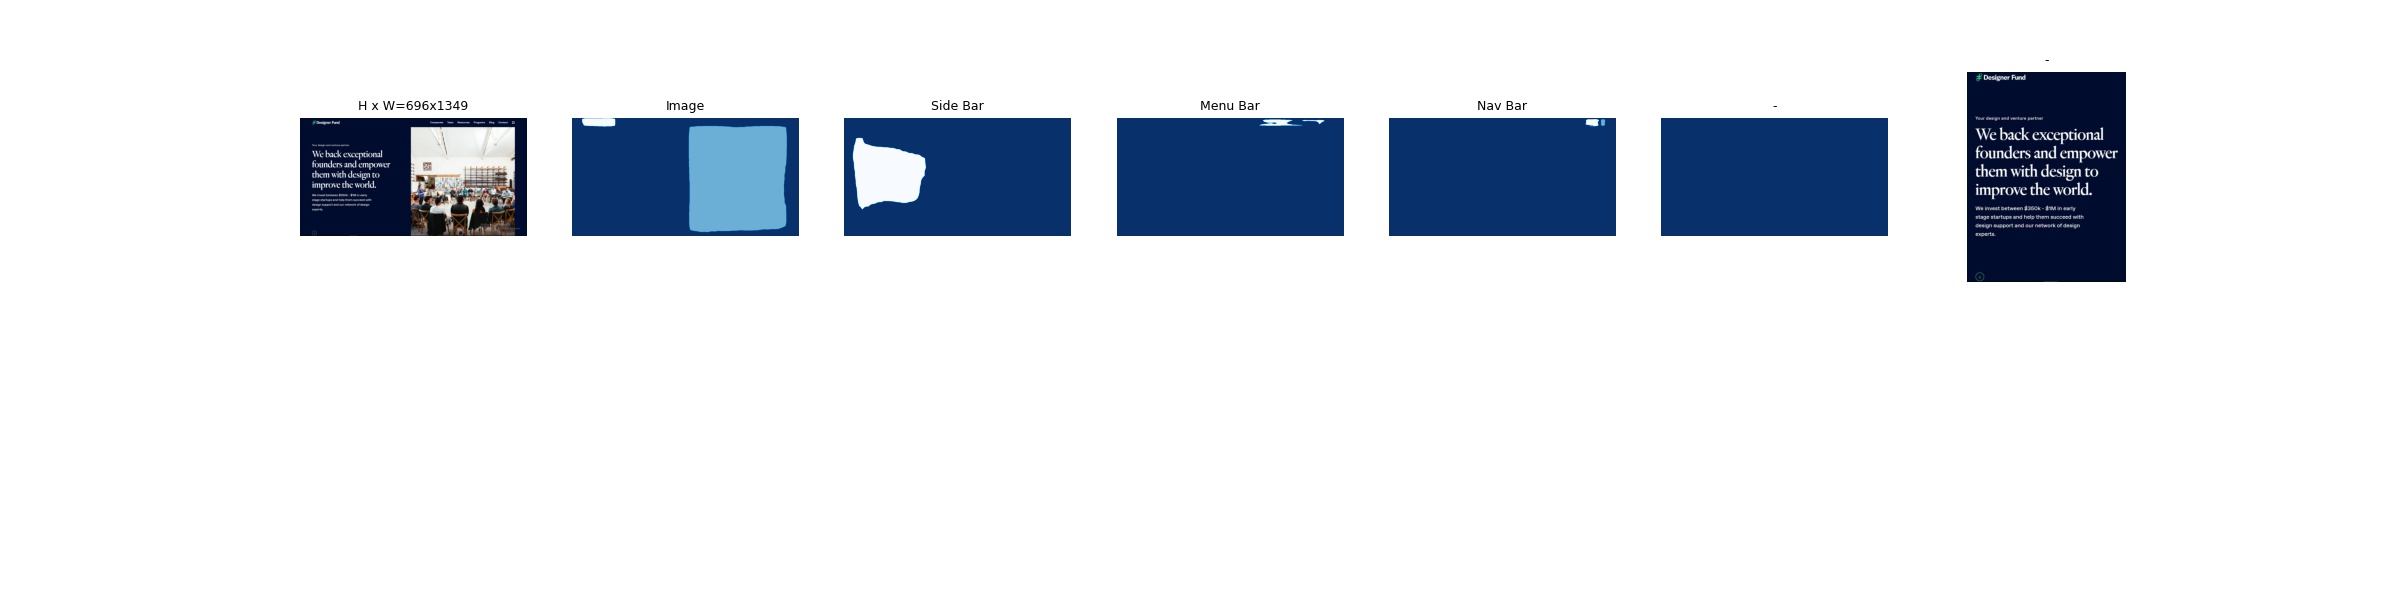 H x W=696x1349
Image
Side Bar
Menu Bar
Nav Bar
-
-
Designer Fund
Companies Team Resources Programs Blog Contact
Your design and venture partner
We back exceptional
founders and empower
them with design to
improve the world.
We invest between $350k - $1M in early
stage startups and help them succeed with
design support and our network of design
experts.
Designer Fund
Your design and venture partner
We back exceptional
founders and empower
them with design to
improve the world.
We invest between $350k - $1M in early
stage startups and help them succeed with
design support and our network of design
experts.